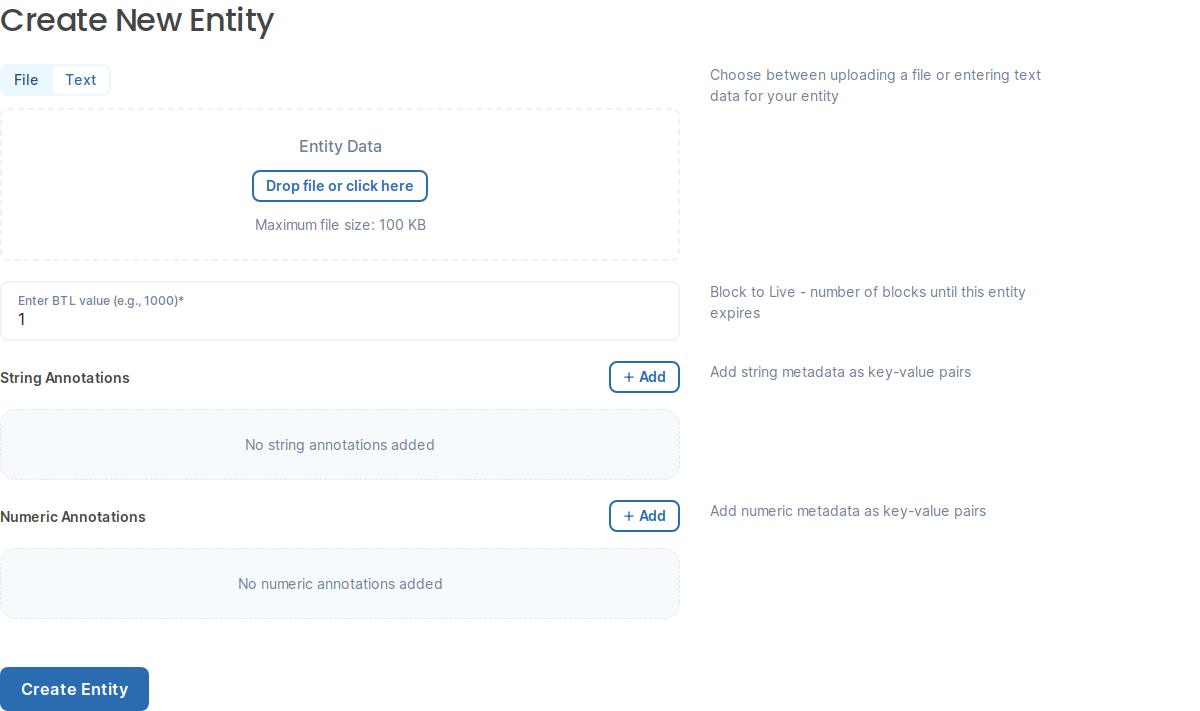 Create New Entity
File
Text
Choose between uploading a file or entering text
data for your entity
Entity Data
Drop file or click here
Maximum file size: 100 KB
Enter BTL value (e.g., 1000)*
1
Block to Live - number of blocks until this entity
expires
String Annotations
+ Add
Add string metadata as key-value pairs
No string annotations added
Numeric Annotations
+ Add
Add numeric metadata as key-value pairs
No numeric annotations added
Create Entity